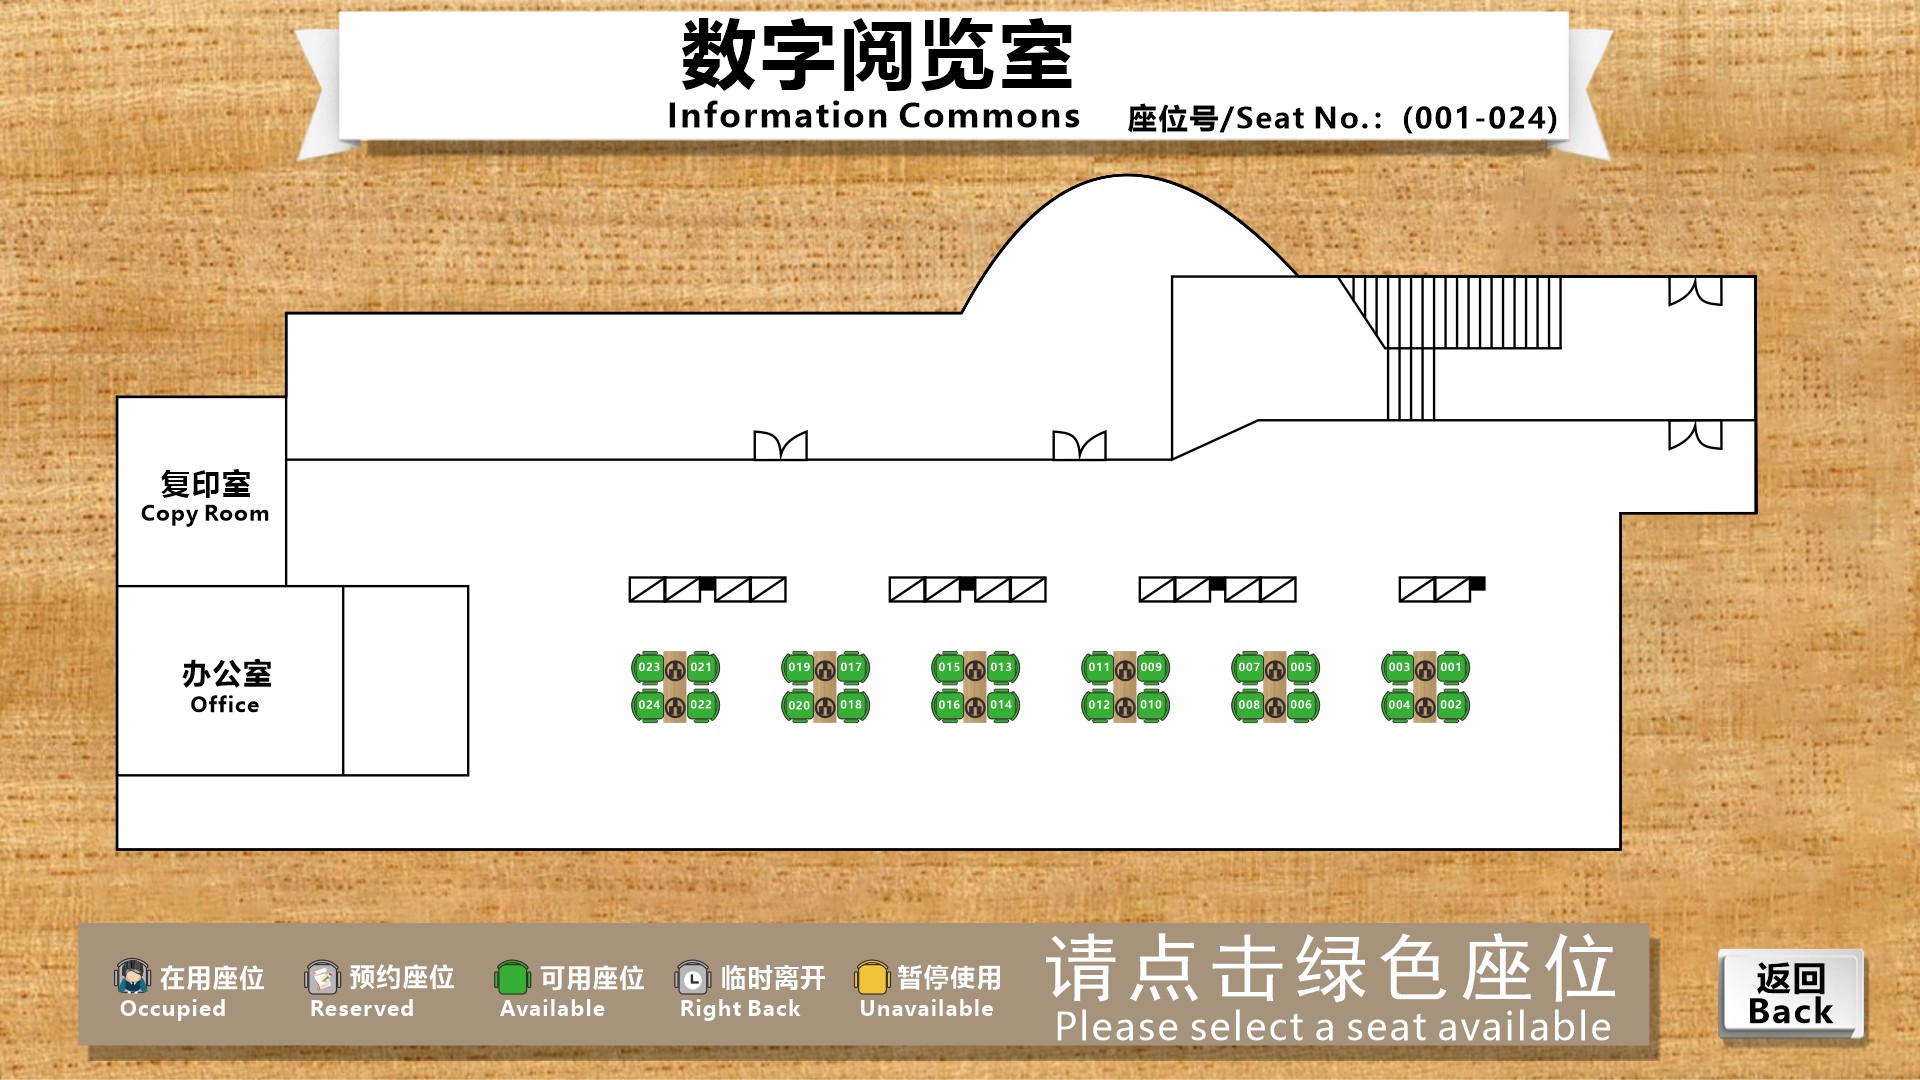 数字阅览室
Information Commons
座位号/Seat No.: (001-024)
复印室
Copy Room
办公室
Office
023 021 019 017 015 013 011 009 007 005 003 001
024 022 020 018 016 014 012 010 008 006 004 002
在用座位
Occupied
预约座位
Reserved
可用座位
Available
临时离开
Right Back
暂停使用
Unavailable
请点击绿色座位
Please select a seat available
返回
Back